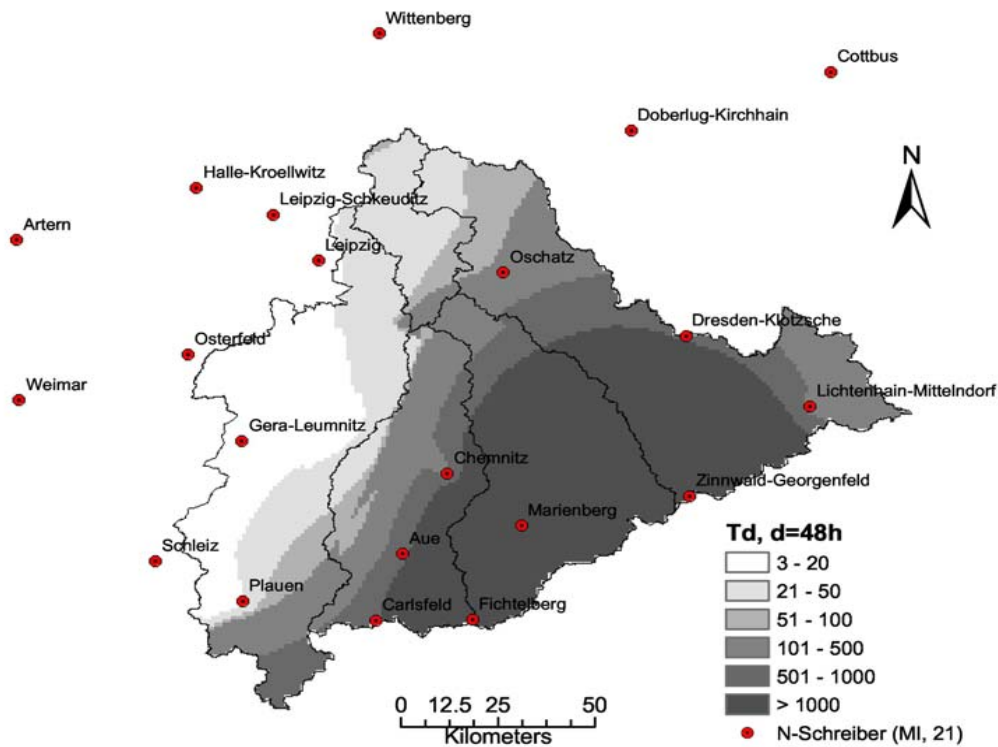 Wittenberg
Cottbus
Doberlug-Kirchhain
N
Halle-Kroellwitz
Leipzig-Schkeuditz
Artern
Leipzig
Oschatz
Dresden-Klotzsche
Osterfeld
Weimar
Lichtenhain-Mittelndorf
Gera-Leumnitz
Chemnitz
Zinnwald-Georgenfeld
Marienberg
Schleiz
Aue
Plauen
Carlsfeld
Fichtelberg
Td, d=48h
3 - 20
21 - 50
51 - 100
101 - 500
501 - 1000
> 1000
N-Schreiber (MI, 21)
0 12.5 25 50
Kilometers